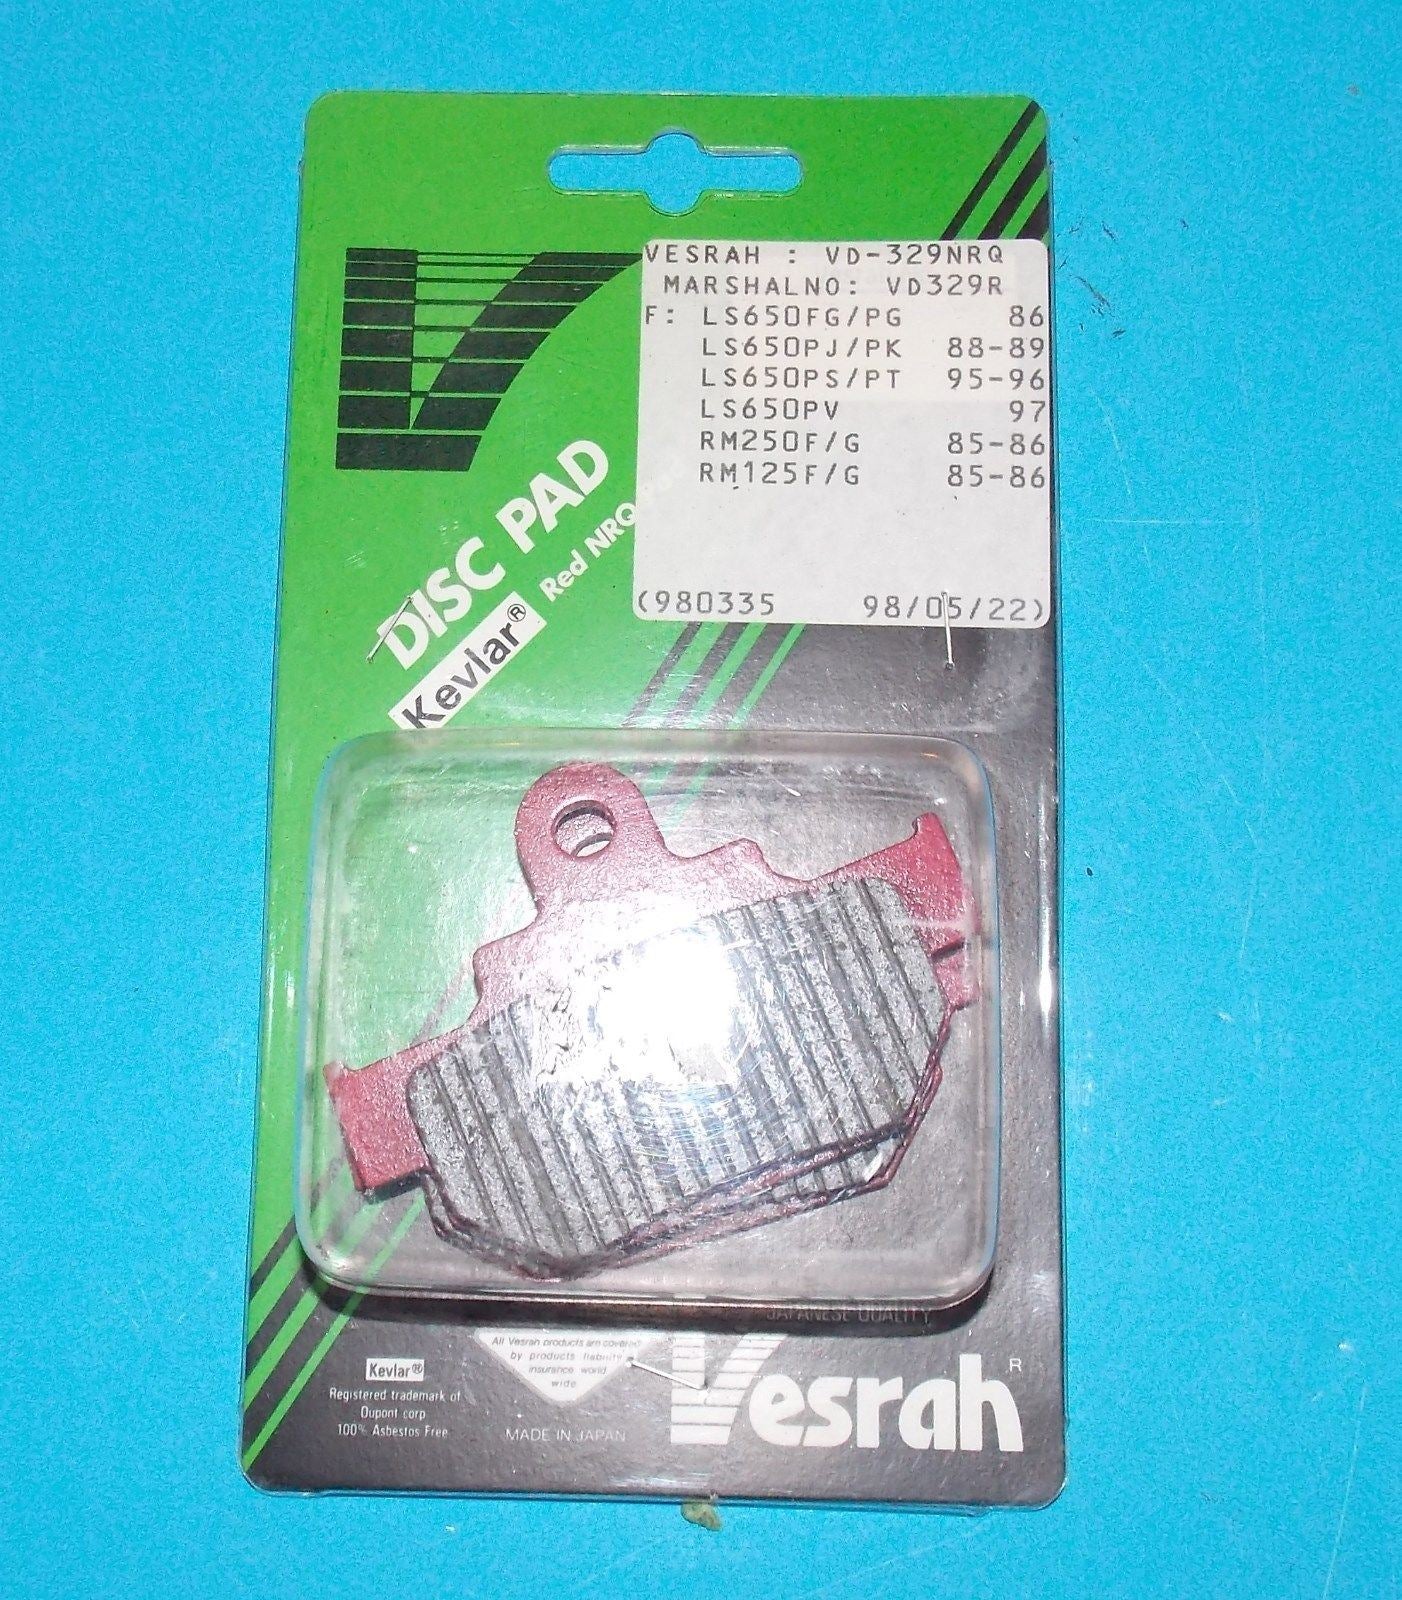 VESRAH : VD-329NRQ
MARSHALNO: VD329R
F: LS650FG/PG 86
LS650PJ/PK 88-89
LS650PS/PT 95-96
LS650PV 97
RM250F/G 85-86
RM125F/G 85-86
(980335 98/05/22)
DISC PAD
Red NRQ
Kevlar®
JAPANESE QUALITY
All Vesrah products are covered
by products liability
insurance world
wide
Kevlar®
Registered trademark of
Dupont corp
100% Asbestos Free
MADE IN JAPAN
Vesrah®